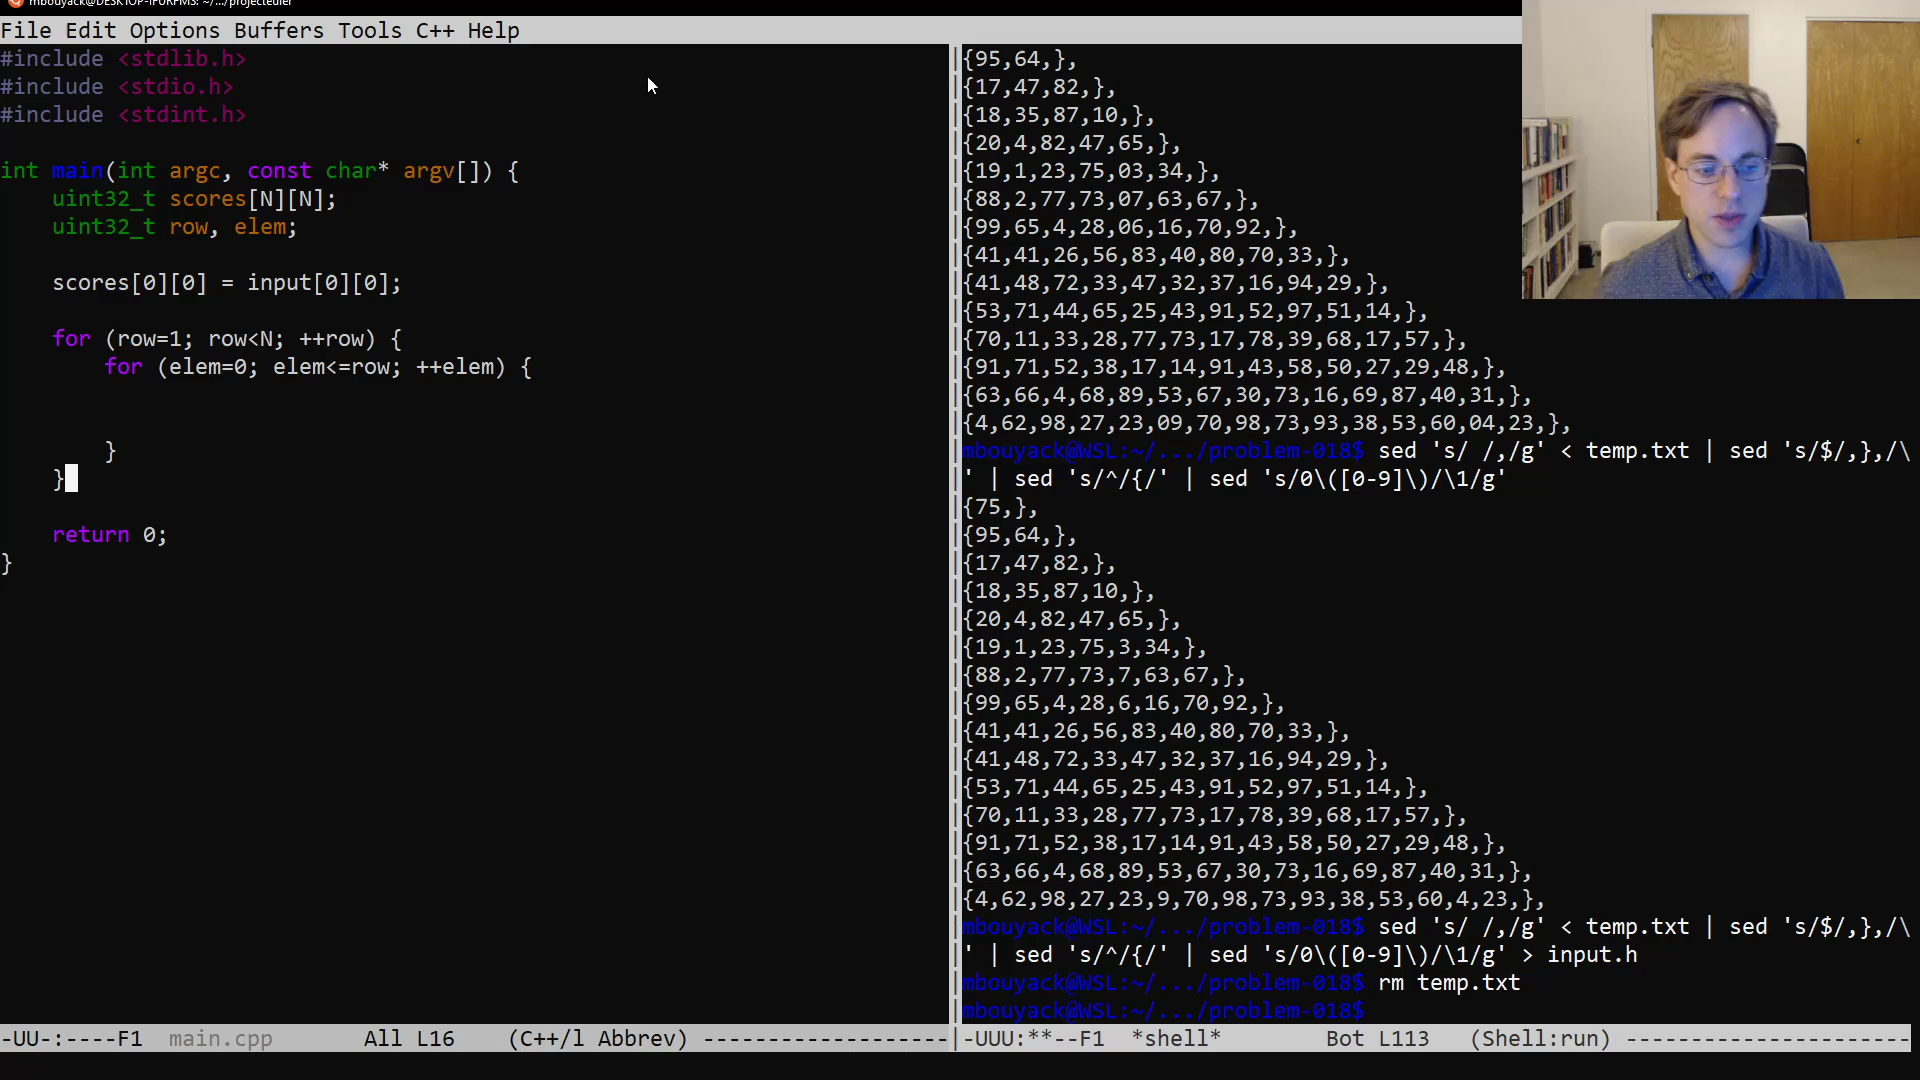 mbouyack@DESKTOP-IFURFMS: ~/.../projecteuler
File Edit Options Buffers Tools C++ Help
#include <stdlib.h>
#include <stdio.h>
#include <stdint.h>
int main(int argc, const char* argv[]) {
uint32_t scores[N][N];
uint32_t row, elem;
scores[0][0] = input[0][0];
for (row=1; row<N; ++row) {
for (elem=0; elem<=row; ++elem) {
}
}
return 0;
}
-UU-:----F1 main.cpp All L16 (C++/l Abbrev) -------------------
{95,64,},
{17,47,82,},
{18,35,87,10,},
{20,4,82,47,65,},
{19,1,23,75,03,34,},
{88,2,77,73,07,63,67,},
{99,65,4,28,06,16,70,92,},
{41,41,26,56,83,40,80,70,33,},
{41,48,72,33,47,32,37,16,94,29,},
{53,71,44,65,25,43,91,52,97,51,14,},
{70,11,33,28,77,73,17,78,39,68,17,57,},
{91,71,52,38,17,14,91,43,58,50,27,29,48,},
{63,66,4,68,89,53,67,30,73,16,69,87,40,31,},
{4,62,98,27,23,09,70,98,73,93,38,53,60,04,23,},
mbouyack@WSL:~/.../problem-018$ sed 's/ /,/g' < temp.txt | sed 's/$/,},/\
' | sed 's/^/{/' | sed 's/0\([0-9]\)/\1/g'
{75,},
{95,64,},
{17,47,82,},
{18,35,87,10,},
{20,4,82,47,65,},
{19,1,23,75,3,34,},
{88,2,77,73,7,63,67,},
{99,65,4,28,6,16,70,92,},
{41,41,26,56,83,40,80,70,33,},
{41,48,72,33,47,32,37,16,94,29,},
{53,71,44,65,25,43,91,52,97,51,14,},
{70,11,33,28,77,73,17,78,39,68,17,57,},
{91,71,52,38,17,14,91,43,58,50,27,29,48,},
{63,66,4,68,89,53,67,30,73,16,69,87,40,31,},
{4,62,98,27,23,9,70,98,73,93,38,53,60,4,23,},
mbouyack@WSL:~/.../problem-018$ sed 's/ /,/g' < temp.txt | sed 's/$/,},/\
' | sed 's/^/{/' | sed 's/0\([0-9]\)/\1/g' > input.h
mbouyack@WSL:~/.../problem-018$ rm temp.txt
mbouyack@WSL:~/.../problem-018$
-UUU:**--F1 *shell* Bot L113 (Shell:run) ----------------------